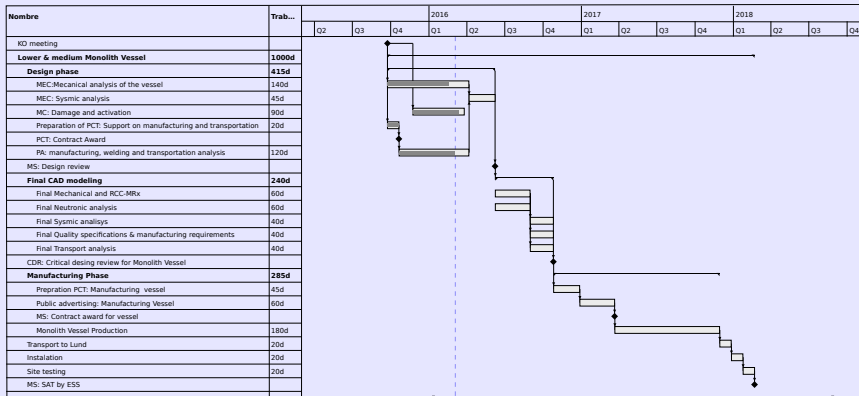 Nombre Trab... 2016 2017 2018
Q2 Q3 Q4 Q1 Q2 Q3 Q4 Q1 Q2 Q3 Q4 Q1 Q2 Q3 Q4
KO meeting
Lower & medium Monolith Vessel 1000d
Design phase 415d
MEC:Mecanical analysis of the vessel 140d
MEC: Sysmic analysis 45d
MC: Damage and activation 90d
Preparation of PCT: Support on manufacturing and transportation 20d
PCT: Contract Award
PA: manufacturing, welding and transportation analysis 120d
MS: Design review
Final CAD modeling 240d
Final Mechanical and RCC-MRx 60d
Final Neutronic analysis 60d
Final Sysmic analisys 40d
Final Quality specifications & manufacturing requirements 40d
Final Transport analysis 40d
CDR: Critical desing review for Monolith Vessel
Manufacturing Phase 285d
Prepration PCT: Manufacturing vessel 45d
Public advertising: Manufacturing Vessel 60d
MS: Contract award for vessel
Monolith Vessel Production 180d
Transport to Lund 20d
Instalation 20d
Site testing 20d
MS: SAT by ESS